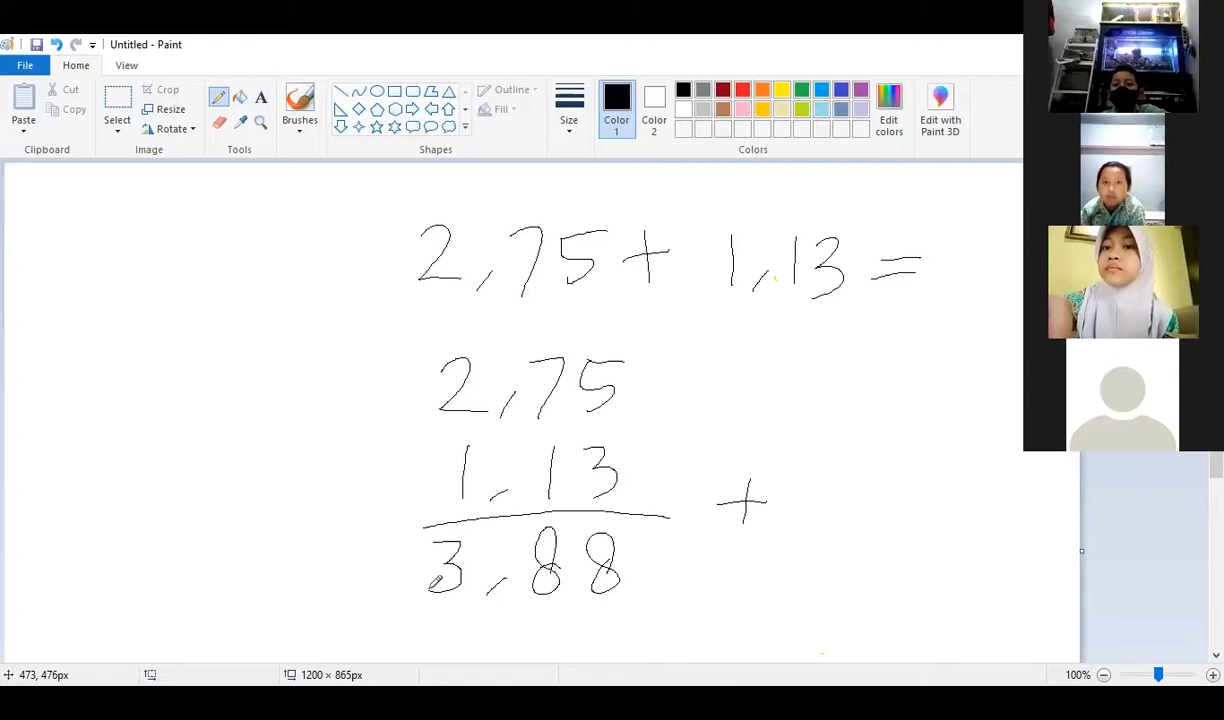 Untitled - Paint
File Home View
Paste
Cut
Copy
Clipboard
Select
Crop
Resize
Rotate
Image
A
Tools
Brushes
Outline
Fill
Shapes
Size
Color 1
Color 2
Edit colors
Colors
Edit with Paint 3D
2,75 + 1,13 =
2,75
1,13 +
3,88
473, 476px
1200 × 865px
100%